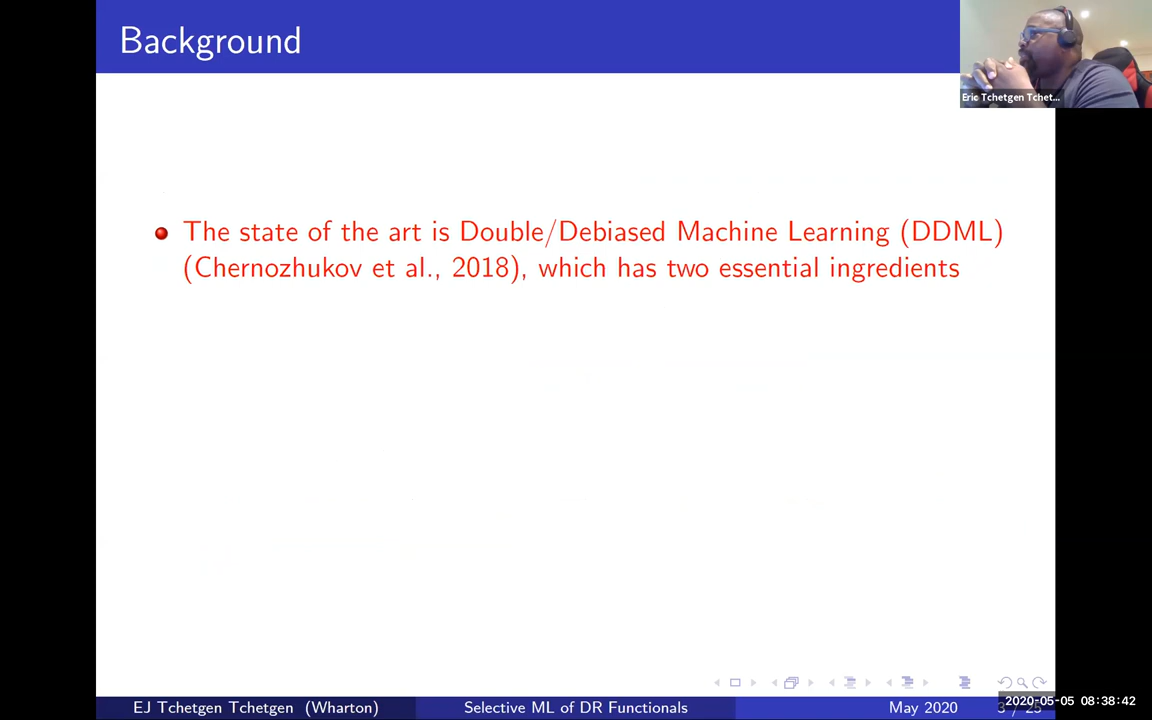 Background
Eric Tchetgen Tchet...
The state of the art is Double/Debiased Machine Learning (DDML)
(Chernozhukov et al., 2018), which has two essential ingredients
EJ Tchetgen Tchetgen (Wharton)
Selective ML of DR Functionals
May 2020
3 / 25
2020-05-05 08:38:42